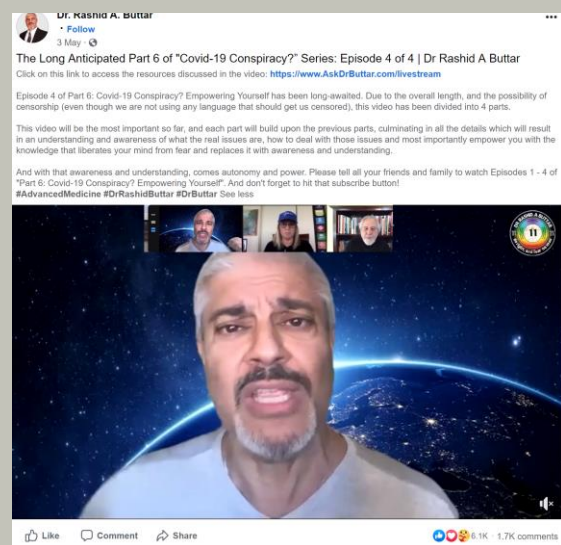 Dr. Rashid A. Buttar
· Follow
3 May ·
The Long Anticipated Part 6 of "Covid-19 Conspiracy?" Series: Episode 4 of 4 | Dr Rashid A Buttar
Click on this link to access the resources discussed in the video: https://www.AskDrButtar.com/livestream
Episode 4 of Part 6: Covid-19 Conspiracy? Empowering Yourself has been long-awaited. Due to the overall length, and the possibility of
censorship (even though we are not using any language that should get us censored), this video has been divided into 4 parts.
This video will be the most important so far, and each part will build upon the previous parts, culminating in all the details which will result
in an understanding and awareness of what the real issues are, how to deal with those issues and most importantly empower you with the
knowledge that liberates your mind from fear and replaces it with awareness and understanding.
And with that awareness and understanding, comes autonomy and power. Please tell all your friends and family to watch Episodes 1 - 4 of
"Part 6: Covid-19 Conspiracy? Empowering Yourself". And don't forget to hit that subscribe button!
#AdvancedMedicine #DrRashidButtar #DrButtar See less
DR RASHID A BUTTAR
Like Comment Share 6.1K · 1.7K comments